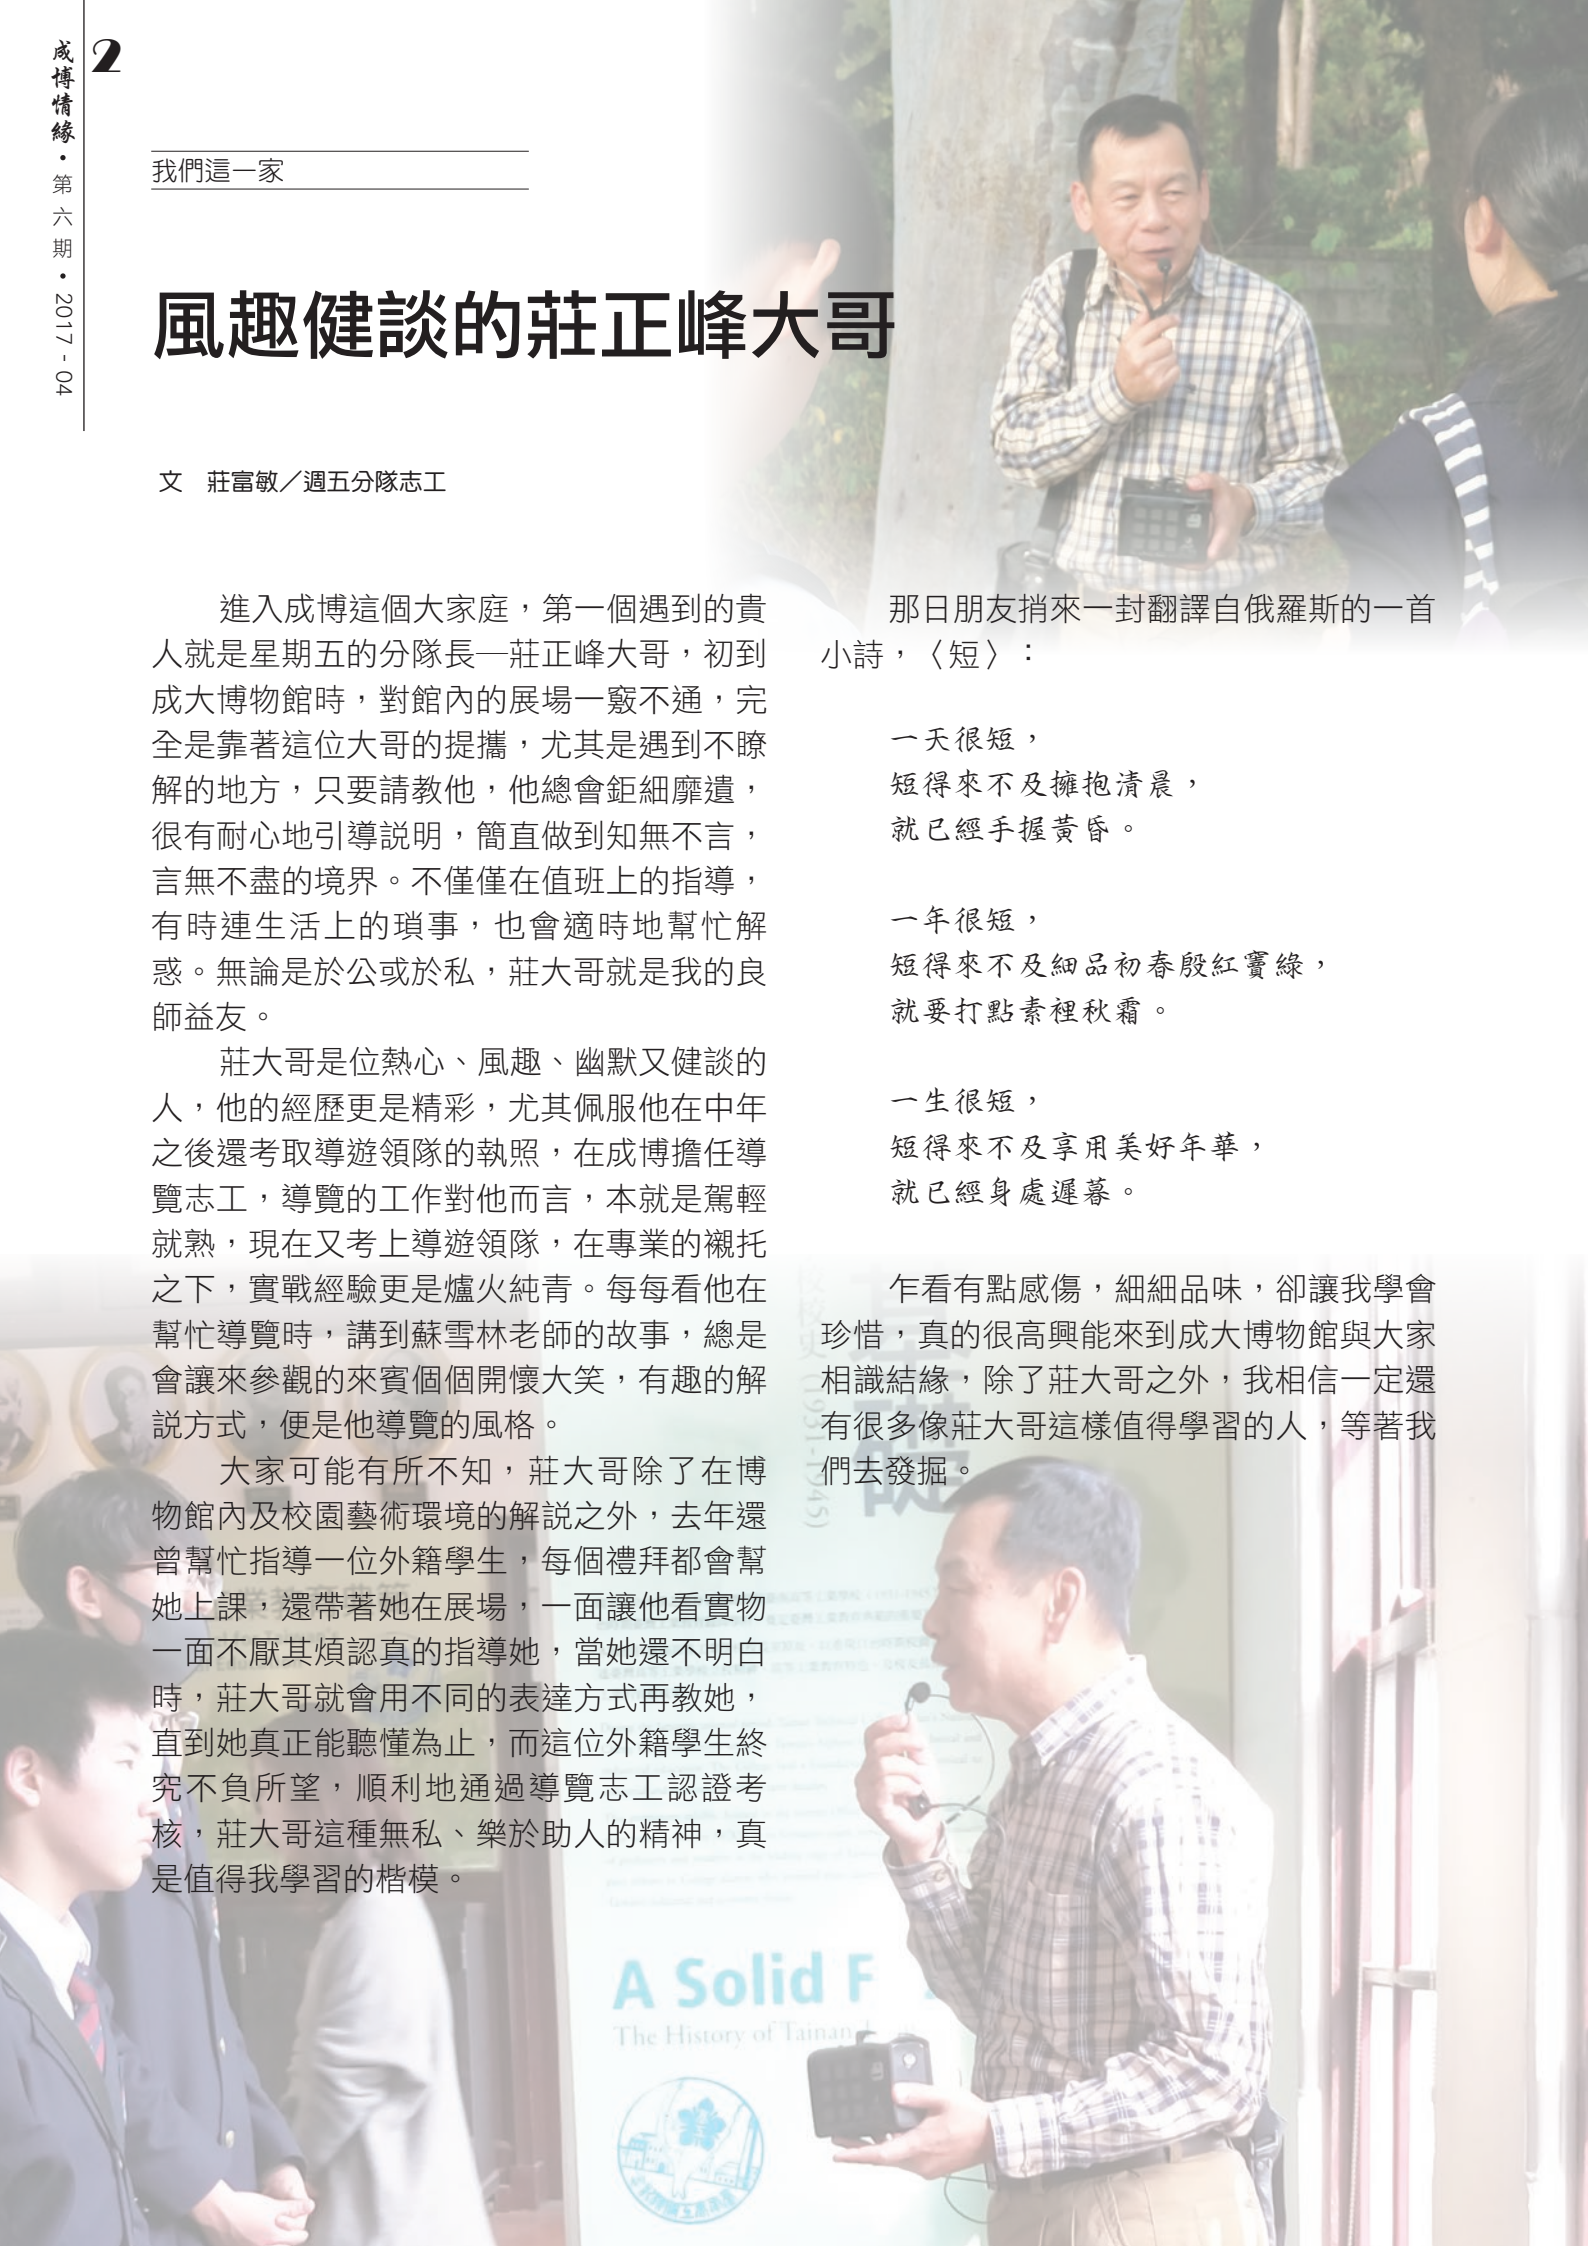 成博情緣・第六期・2017-04
2
我們這一家
風趣健談的莊正峰大哥
文　莊富敏／週五分隊志工
進入成博這個大家庭，第一個遇到的貴
人就是星期五的分隊長─莊正峰大哥，初到
成大博物館時，對館內的展場一竅不通，完
全是靠著這位大哥的提攜，尤其是遇到不瞭
解的地方，只要請教他，他總會鉅細靡遺，
很有耐心地引導説明，簡直做到知無不言，
言無不盡的境界。不僅僅在值班上的指導，
有時連生活上的瑣事，也會適時地幫忙解
惑。無論是於公或於私，莊大哥就是我的良
師益友。
莊大哥是位熱心、風趣、幽默又健談的
人，他的經歷更是精彩，尤其佩服他在中年
之後還考取導遊領隊的執照，在成博擔任導
覽志工，導覽的工作對他而言，本就是駕輕
就熟，現在又考上導遊領隊，在專業的襯托
之下，實戰經驗更是爐火純青。每每看他在
幫忙導覽時，講到蘇雪林老師的故事，總是
會讓來參觀的來賓個個開懷大笑，有趣的解
説方式，便是他導覽的風格。
大家可能有所不知，莊大哥除了在博
物館內及校園藝術環境的解説之外，去年還
曾幫忙指導一位外籍學生，每個禮拜都會幫
她上課，還帶著她在展場，一面讓他看實物
一面不厭其煩認真的指導她，當她還不明白
時，莊大哥就會用不同的表達方式再教她，
直到她真正能聽懂為止，而這位外籍學生終
究不負所望，順利地通過導覽志工認證考
核，莊大哥這種無私、樂於助人的精神，真
是值得我學習的楷模。
那日朋友捎來一封翻譯自俄羅斯的一首
小詩，〈短〉：
一天很短，
短得來不及擁抱清晨，
就已經手握黃昏。
一年很短，
短得來不及細品初春殷紅竇綠，
就要打點素裡秋霜。
一生很短，
短得來不及享用美好年華，
就已經身處遲暮。
乍看有點感傷，細細品味，卻讓我學會
珍惜，真的很高興能來到成大博物館與大家
相識結緣，除了莊大哥之外，我相信一定還
有很多像莊大哥這樣值得學習的人，等著我
們去發掘。
礎
(1931-1945)
A Solid F
The History of Tainan